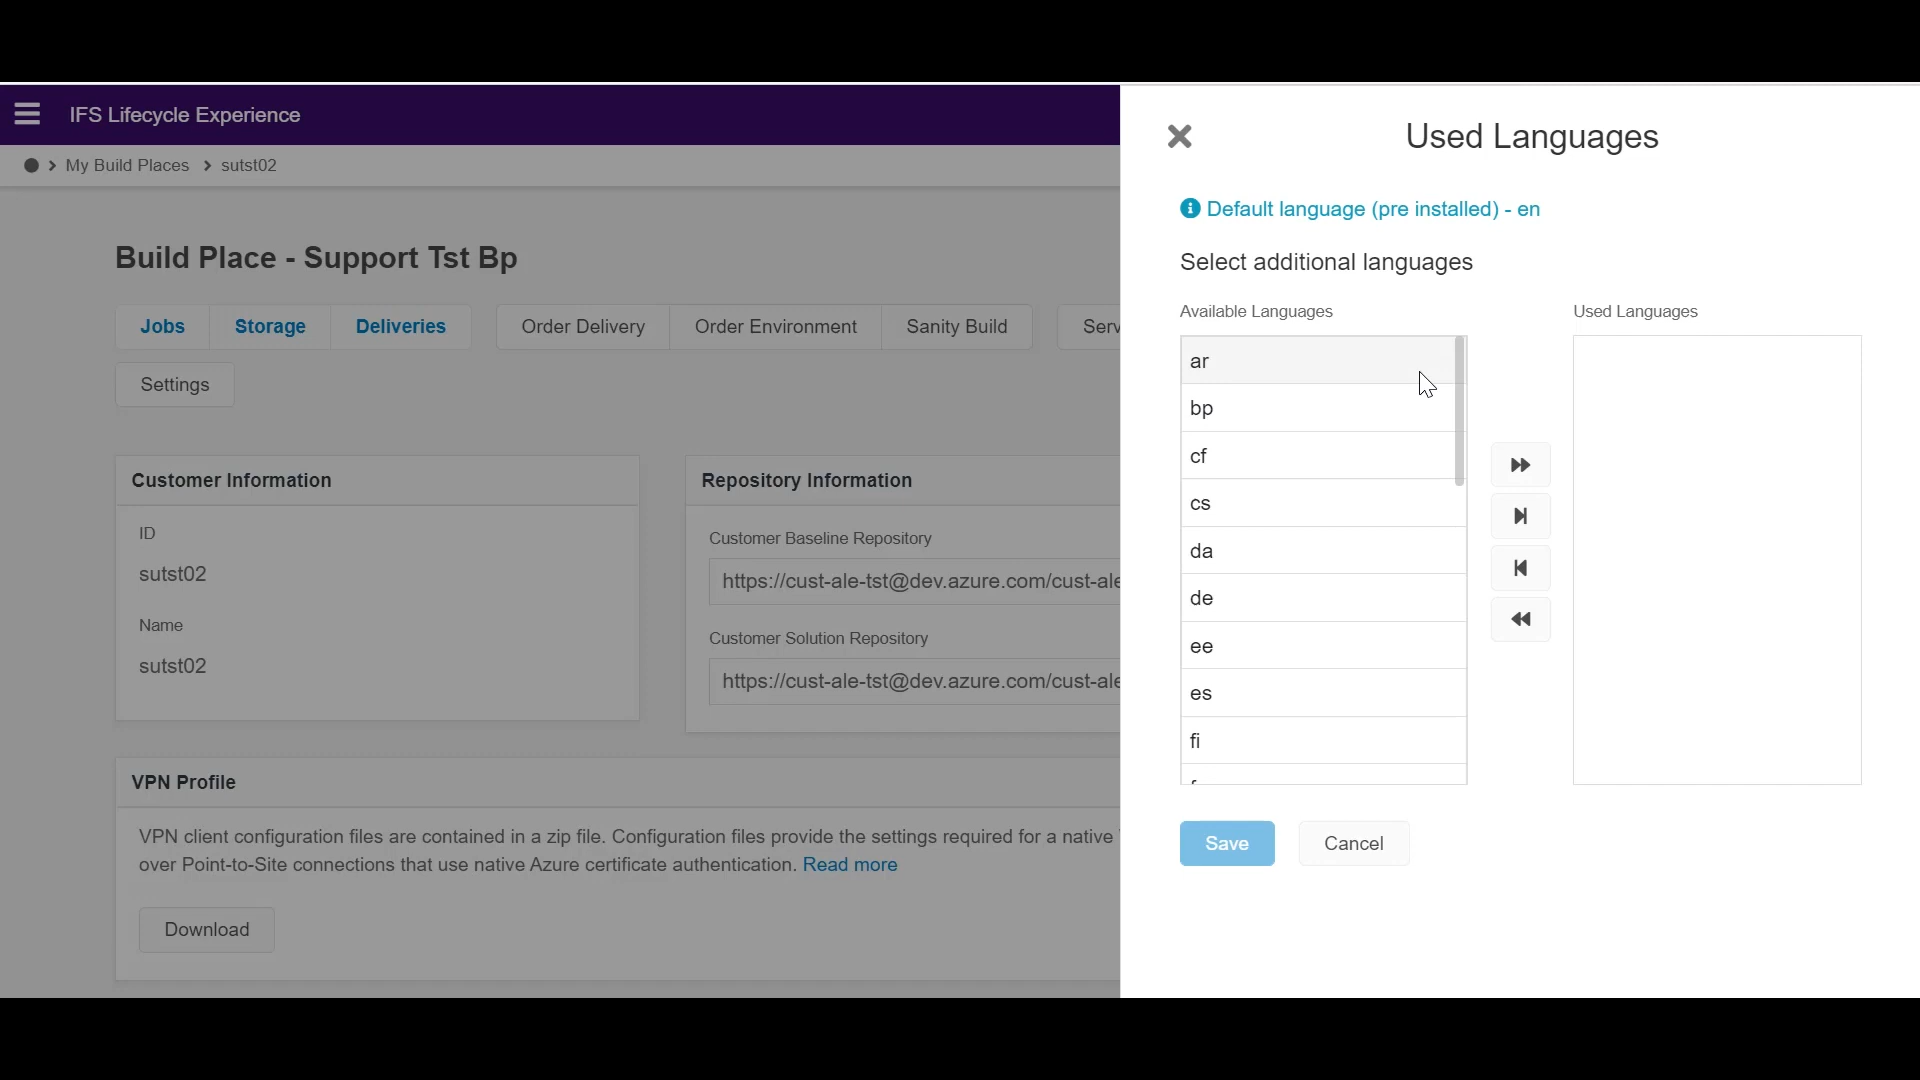 IFS Lifecycle Experience
My Build Places
sutst02
Build Place - Support Tst Bp
Jobs
Storage
Deliveries
Order Delivery
Order Environment
Sanity Build
Serv
Settings
Customer Information
ID
sutst02
Name
sutst02
Repository Information
Customer Baseline Repository
https://cust-ale-tst@dev.azure.com/cust-ale
Customer Solution Repository
https://cust-ale-tst@dev.azure.com/cust-ale
VPN Profile
VPN client configuration files are contained in a zip file. Configuration files provide the settings required for a native
over Point-to-Site connections that use native Azure certificate authentication. Read more
Download
Used Languages
Default language (pre installed) - en
Select additional languages
Available Languages
ar
bp
cf
cs
da
de
ee
es
fi
Used Languages
Save
Cancel